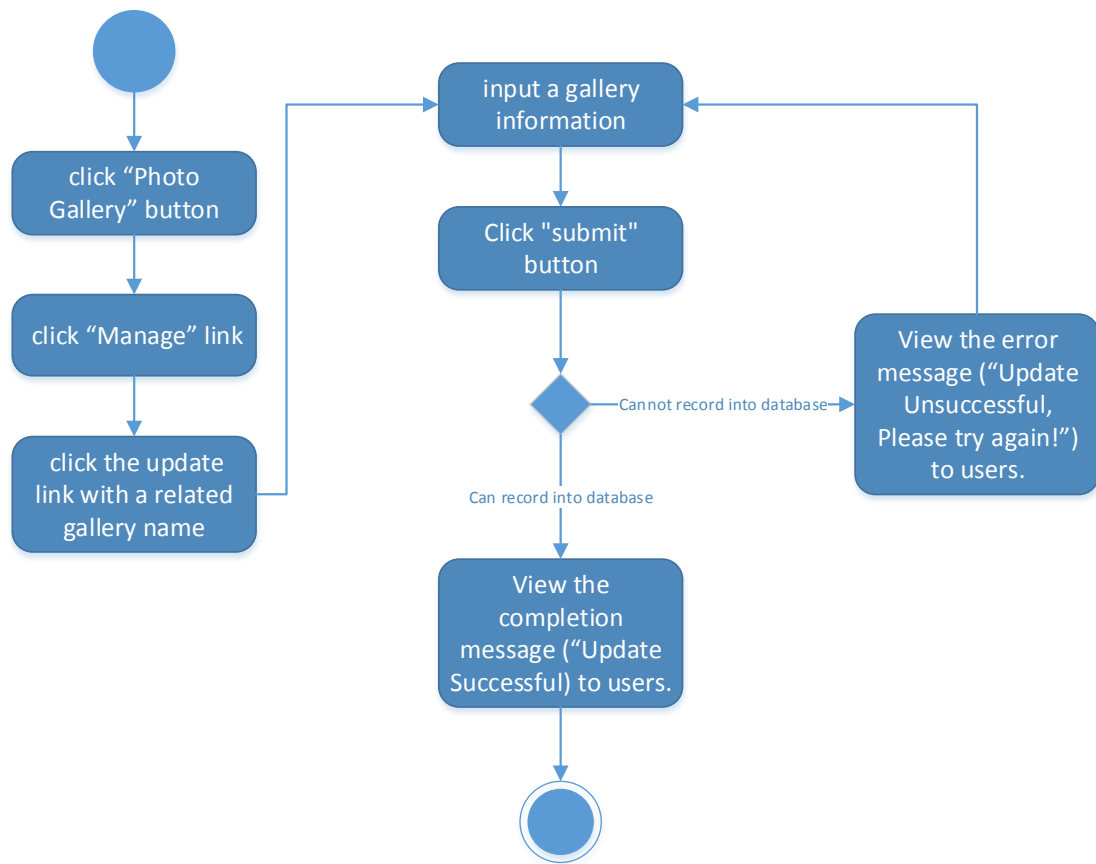 click “Photo
Gallery” button
click “Manage” link
click the update
link with a related
gallery name
input a gallery
information
Click "submit"
button
Cannot record into database
View the error
message (“Update
Unsuccessful,
Please try again!”)
to users.
Can record into database
View the
completion
message (“Update
Successful) to users.